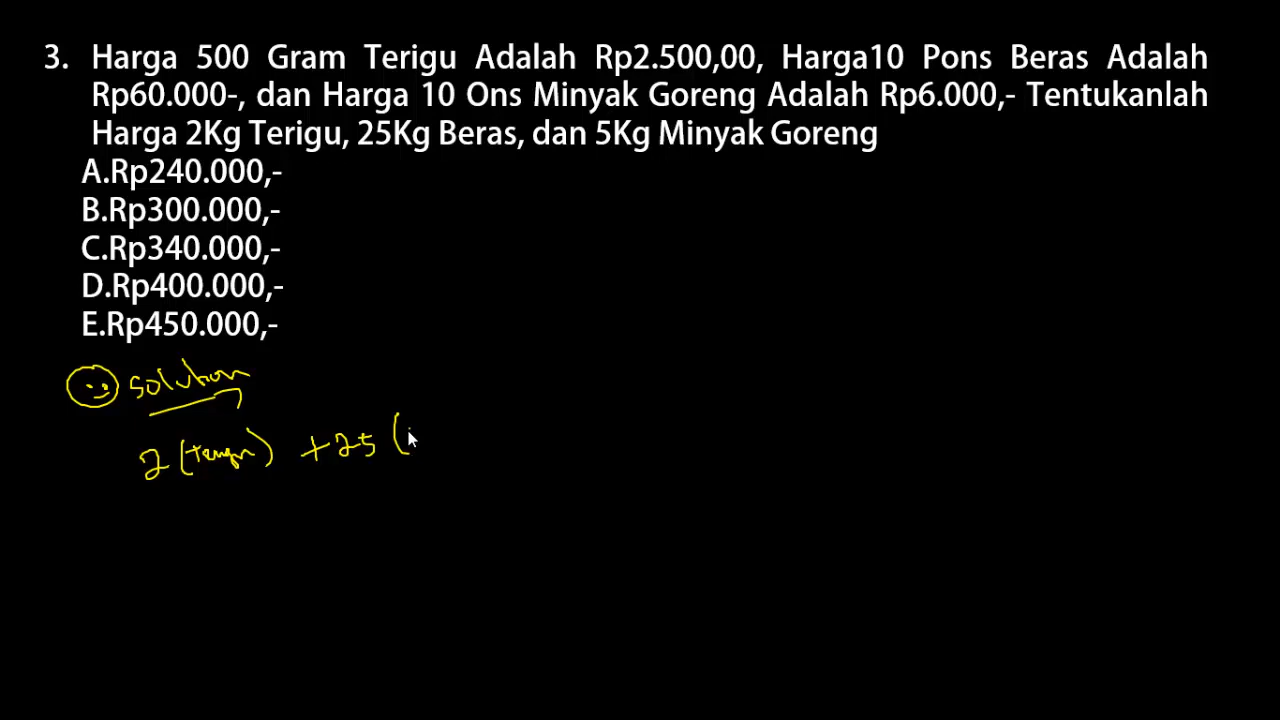 3. Harga 500 Gram Terigu Adalah Rp2.500,00, Harga10 Pons Beras Adalah
Rp60.000-, dan Harga 10 Ons Minyak Goreng Adalah Rp6.000,- Tentukanlah
Harga 2Kg Terigu, 25Kg Beras, dan 5Kg Minyak Goreng
A.Rp240.000,-
B.Rp300.000,-
C.Rp340.000,-
D.Rp400.000,-
E.Rp450.000,-
solution
2 ( ) + 25 (